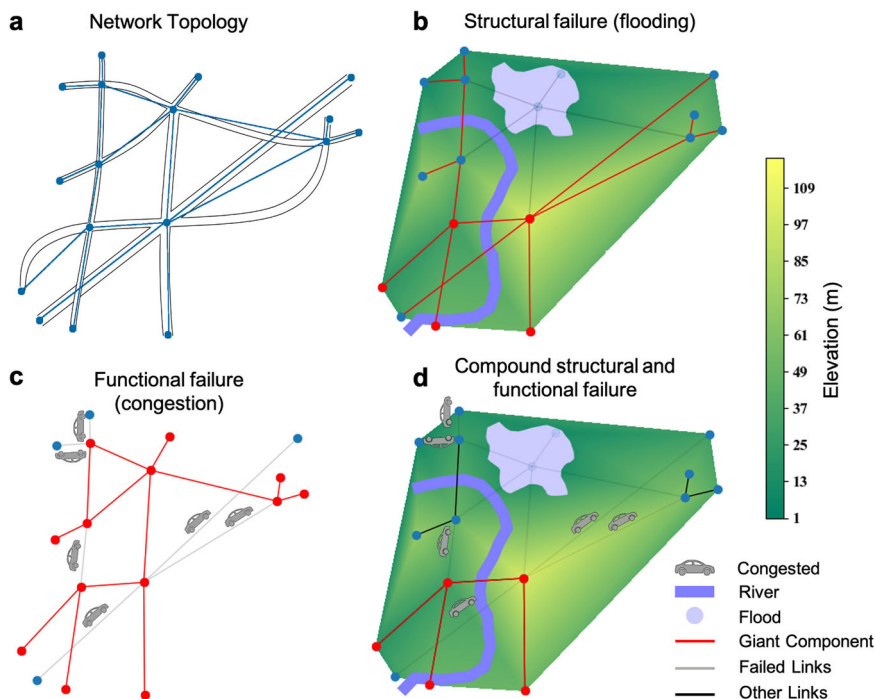 a
Network Topology
b
Structural failure (flooding)
c
Functional failure
(congestion)
d
Compound structural and
functional failure
109
97
85
73
61
49
37
25
13
1
Elevation (m)
Congested
River
Flood
Giant Component
Failed Links
Other Links